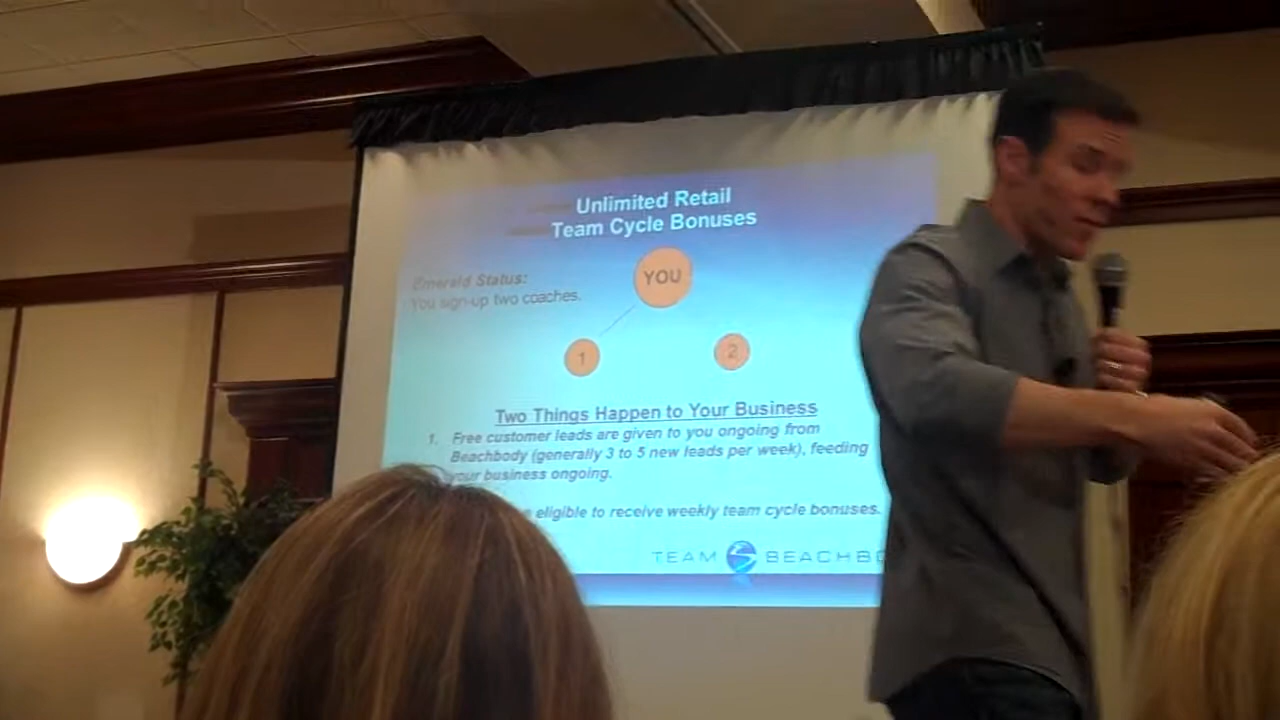 Unlimited Retail
Team Cycle Bonuses
Emerald Status:
You sign-up two coaches.
YOU
1
2
Two Things Happen to Your Business
1. Free customer leads are given to you ongoing from
Beachbody (generally 3 to 5 new leads per week), feeding
your business ongoing.
eligible to receive weekly team cycle bonuses.
TEAM BEACHBO